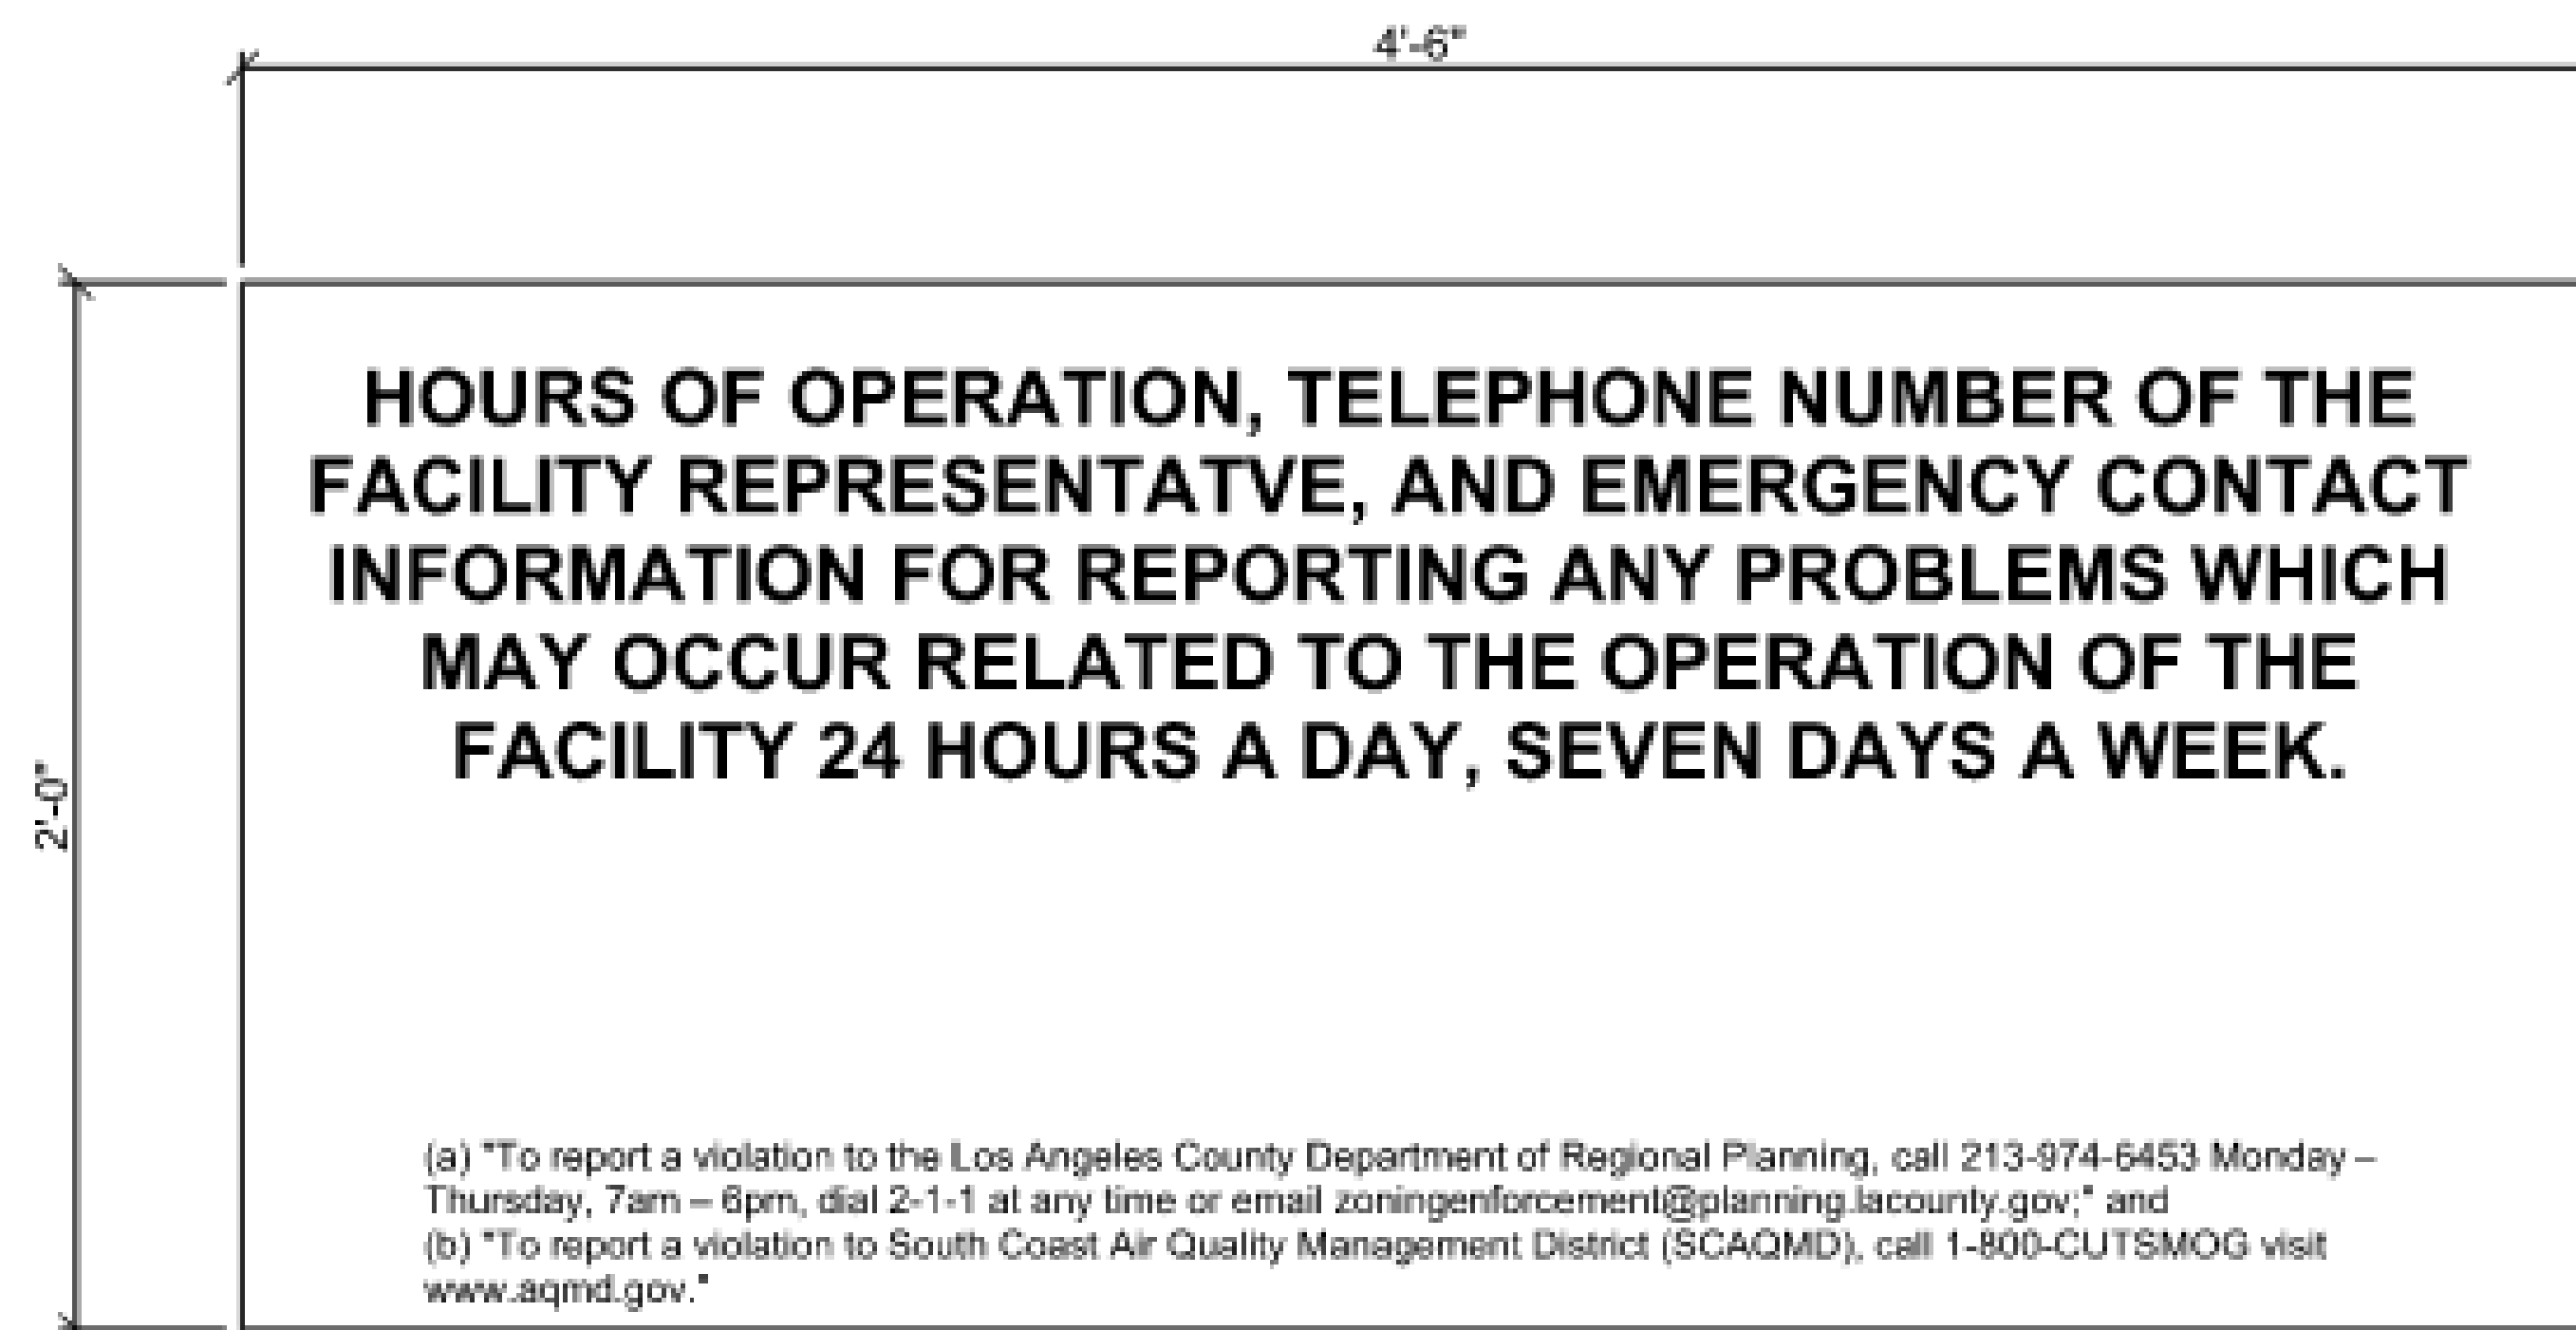 4'-6"
HOURS OF OPERATION, TELEPHONE NUMBER OF THE
FACILITY REPRESENTATVE, AND EMERGENCY CONTACT
INFORMATION FOR REPORTING ANY PROBLEMS WHICH
MAY OCCUR RELATED TO THE OPERATION OF THE
FACILITY 24 HOURS A DAY, SEVEN DAYS A WEEK.
2'-0"
(a) "To report a violation to the Los Angeles County Department of Regional Planning, call 213-974-6453 Monday –
Thursday, 7am – 6pm, dial 2-1-1 at any time or email zoningenforcement@planning.lacounty.gov;" and
(b) "To report a violation to South Coast Air Quality Management District (SCAQMD), call 1-800-CUTSMOG visit
www.aqmd.gov."